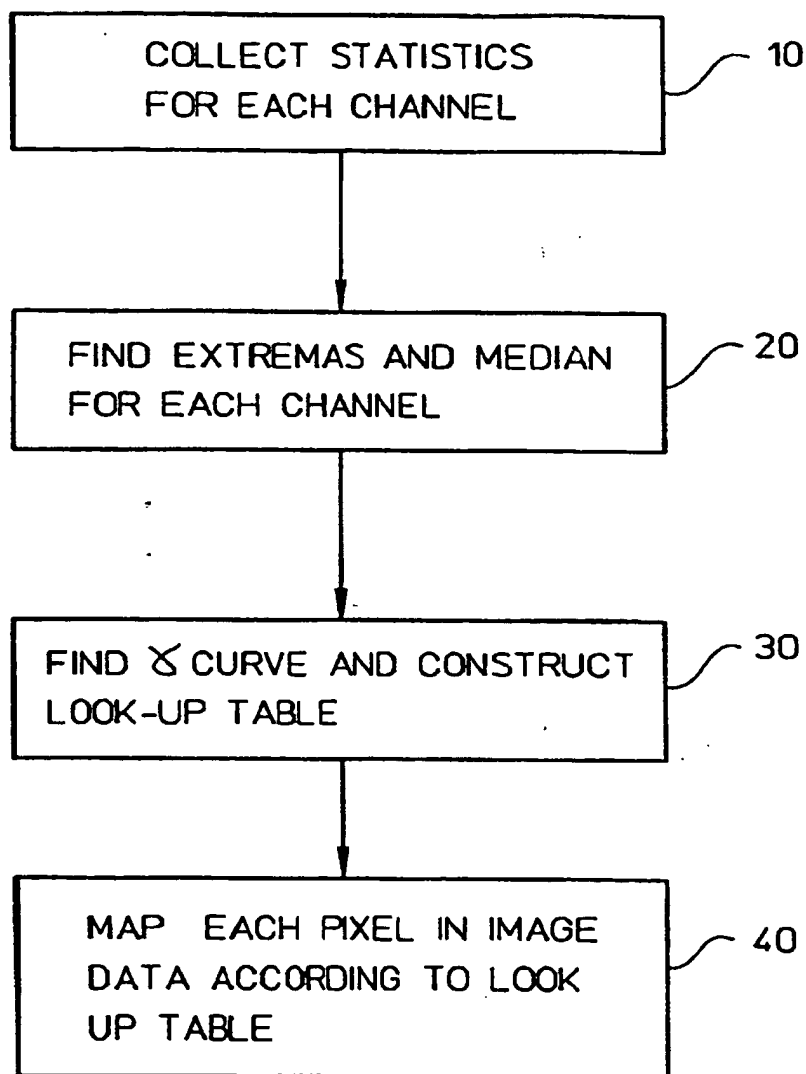 COLLECT STATISTICS
FOR EACH CHANNEL
10
FIND EXTREMAS AND MEDIAN
FOR EACH CHANNEL
20
FIND γ CURVE AND CONSTRUCT
LOOK-UP TABLE
30
MAP EACH PIXEL IN IMAGE
DATA ACCORDING TO LOOK
UP TABLE
40